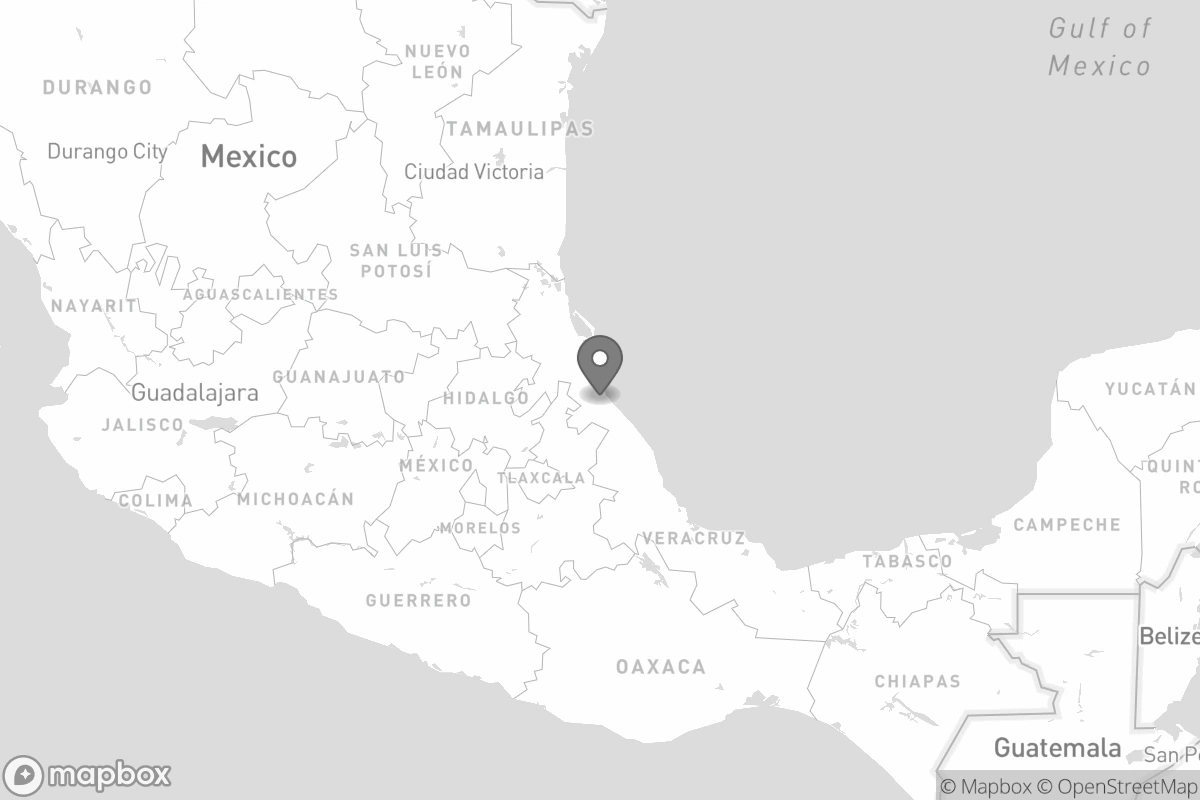 Gulf of
Mexico
NUEVO
LEÓN
DURANGO
TAMAULIPAS
Durango City
Mexico
Ciudad Victoria
SAN LUIS
POTOSÍ
AGUASCALIENTES
NAYARIT
GUANAJUATO
YUCATÁN
Guadalajara
HIDALGO
JALISCO
MÉXICO
QUINT
RO
TLAXCALA
COLIMA
MICHOACÁN
MORELOS
CAMPECHE
VERACRUZ
TABASCO
GUERRERO
Belize
OAXACA
CHIAPAS
Guatemala
San Pe
mapbox
© Mapbox © OpenStreetMap